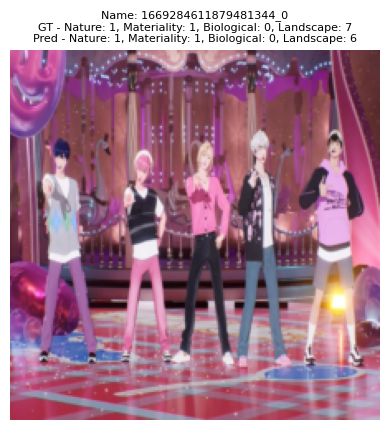 Name: 1669284611879481344_0
GT - Nature: 1, Materiality: 1, Biological: 0, Landscape: 7
Pred - Nature: 1, Materiality: 1, Biological: 0, Landscape: 6